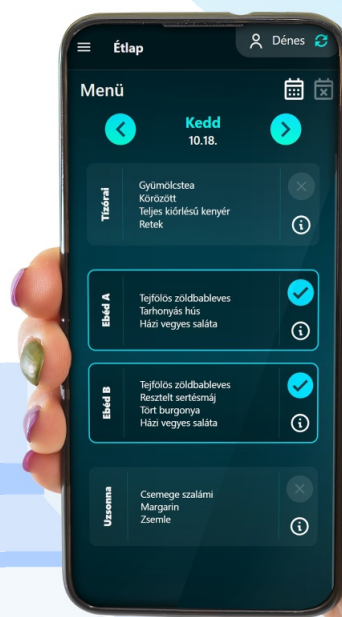 Étlap
Dénes
Menü
Kedd
10.18.
Tízórai
Gyümölcstea
Körözött
Teljes kiőrlésű kenyér
Retek
Ebéd A
Tejfölös zöldbableves
Tarhonyás hús
Házi vegyes saláta
Ebéd B
Tejfölös zöldbableves
Resztelt sertésmáj
Tört burgonya
Házi vegyes saláta
Uzsonna
Csemege szalámi
Margarin
Zsemle